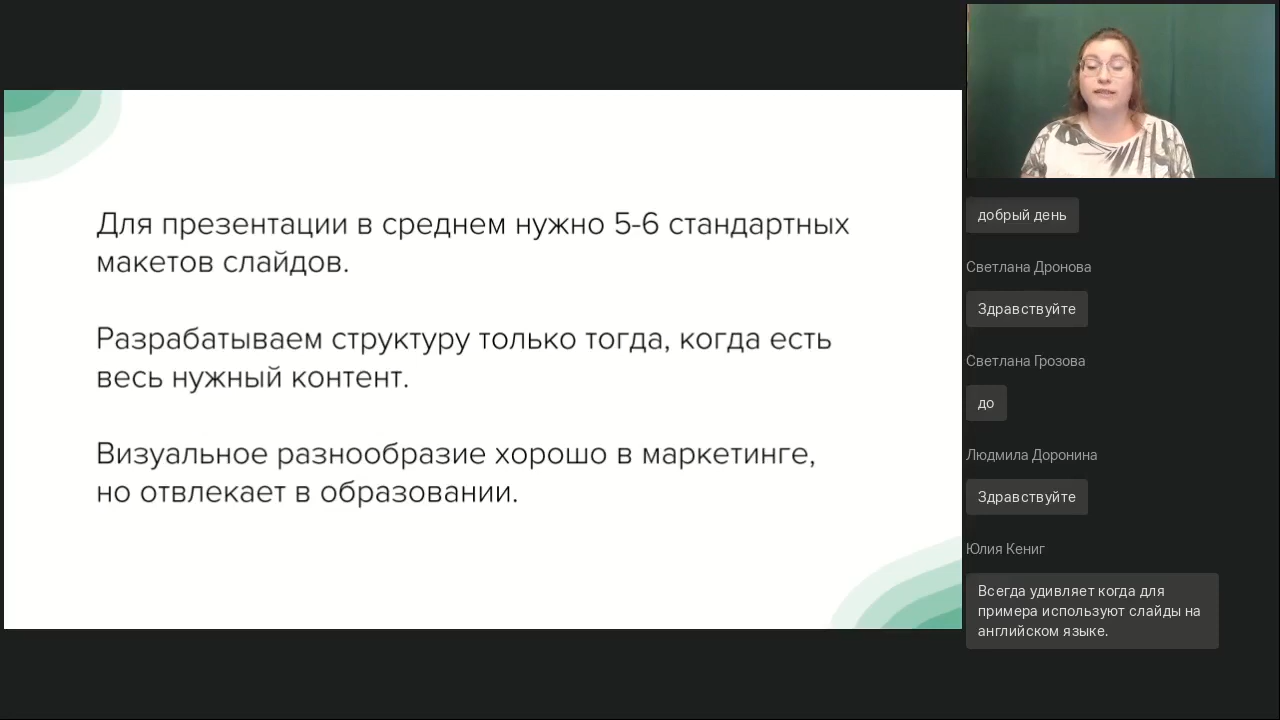 Для презентации в среднем нужно 5-6 стандартных
макетов слайдов.
Разрабатываем структуру только тогда, когда есть
весь нужный контент.
Визуальное разнообразие хорошо в маркетинге,
но отвлекает в образовании.
добрый день
Светлана Дронова
Здравствуйте
Светлана Грозова
до
Людмила Доронина
Здравствуйте
Юлия Кениг
Всегда удивляет когда для
примера используют слайды на
английском языке.